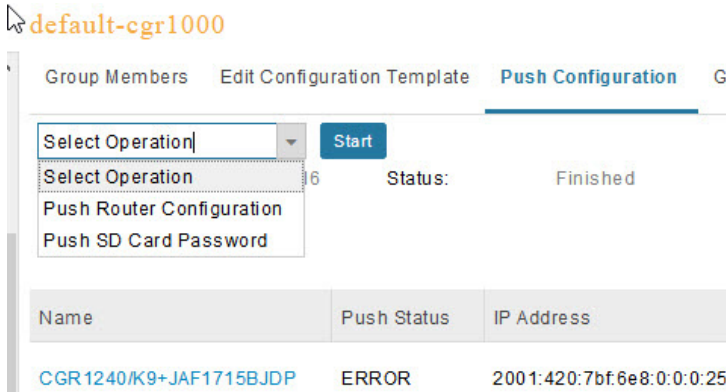 default-cgr1000
Group Members Edit Configuration Template Push Configuration G
Select Operation Start
Select Operation 16 Status: Finished
Push Router Configuration
Push SD Card Password
Name Push Status IP Address
CGR1240/K9+JAF1715BJDP ERROR 2001:420:7bf:6e8:0:0:0:25